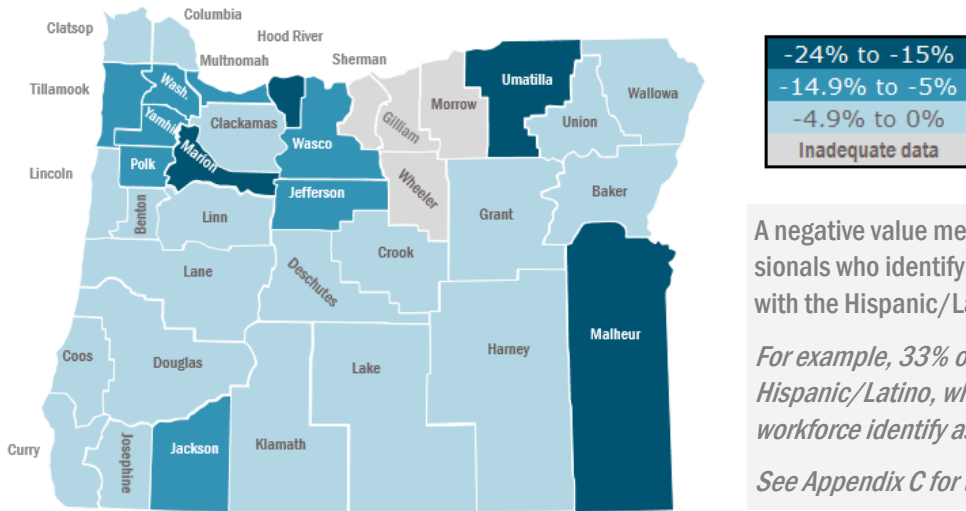 Columbia
Clatsop
Hood River
Multnomah
Sherman
Tillamook
Wash.
Umatilla
Wallowa
Morrow
Gilliam
Union
Yamhill
Clackamas
Marion
Wasco
Polk
Lincoln
Jefferson
Wheeler
Baker
Benton
Linn
Grant
Crook
Lane
Deschutes
Malheur
Coos
Douglas
Lake
Harney
Curry
Josephine
Jackson
Klamath
-24% to -15%
-14.9% to -5%
-4.9% to 0%
Inadequate data
A negative value me
sionals who identify
with the Hispanic/La
For example, 33% o
Hispanic/Latino, wh
workforce identify as
See Appendix C for